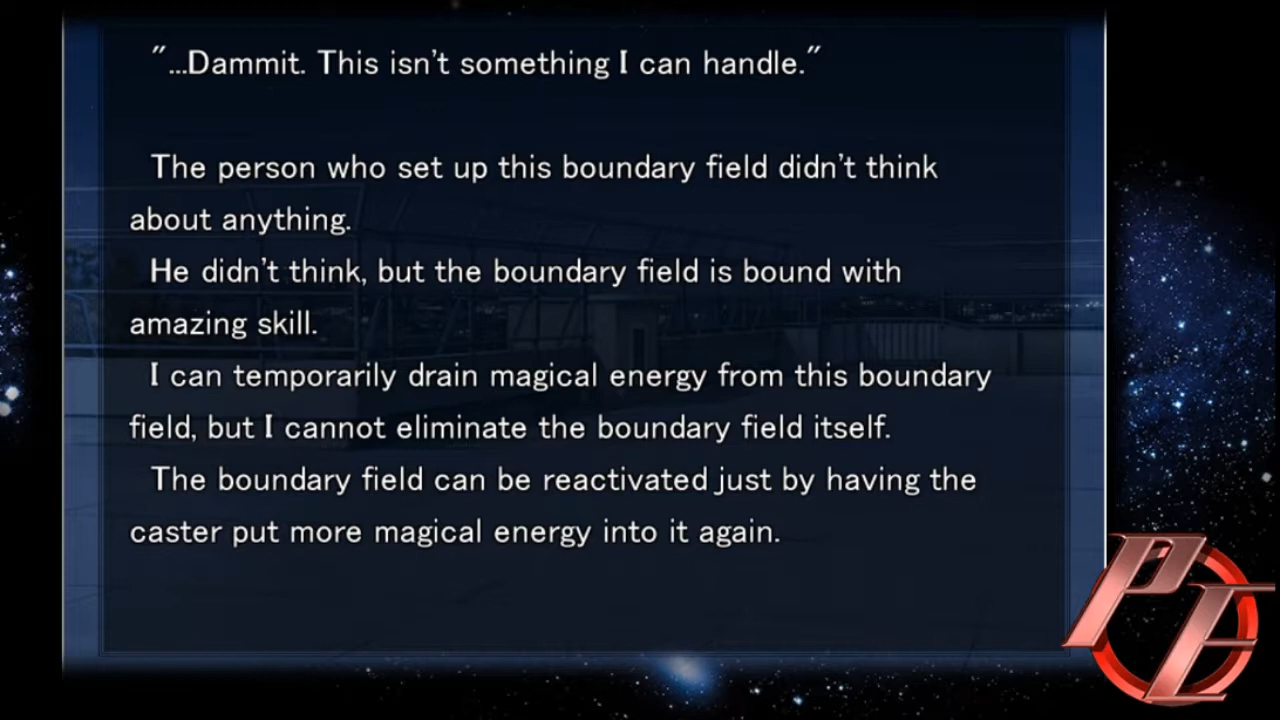 "...Dammit. This isn't something I can handle."
The person who set up this boundary field didn't think
about anything.
He didn't think, but the boundary field is bound with
amazing skill.
I can temporarily drain magical energy from this boundary
field, but I cannot eliminate the boundary field itself.
The boundary field can be reactivated just by having the
caster put more magical energy into it again.
PE